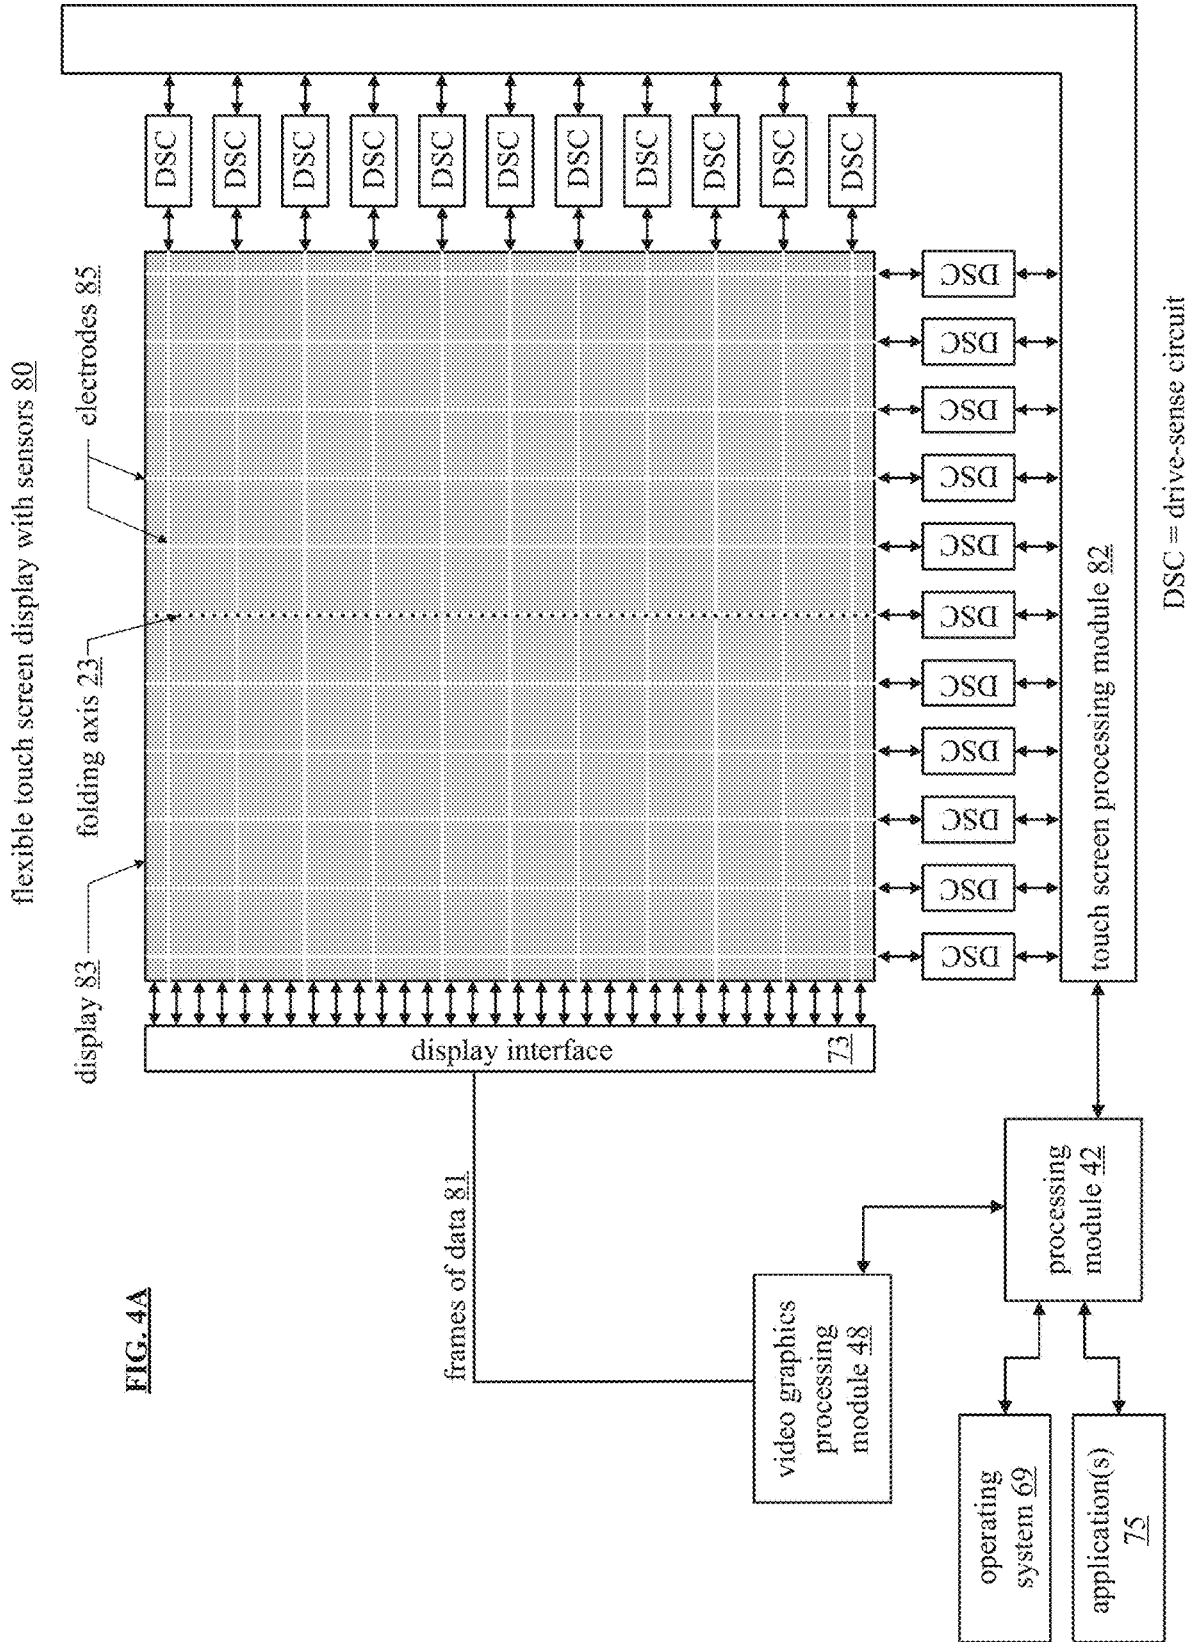 flexible touch screen display with sensors 80
display 83
folding axis 23
electrodes 85
FIG. 4A
DSC
DSC
DSC
DSC
DSC
DSC
DSC
DSC
DSC
DSC
DSC
display interface
73
frames of data 81
video graphics
processing
module 48
DSC
DSC
DSC
DSC
DSC
DSC
DSC
DSC
DSC
DSC
DSC
operating
system 69
application(s)
75
processing
module 42
touch screen processing module 82
DSC = drive-sense circuit